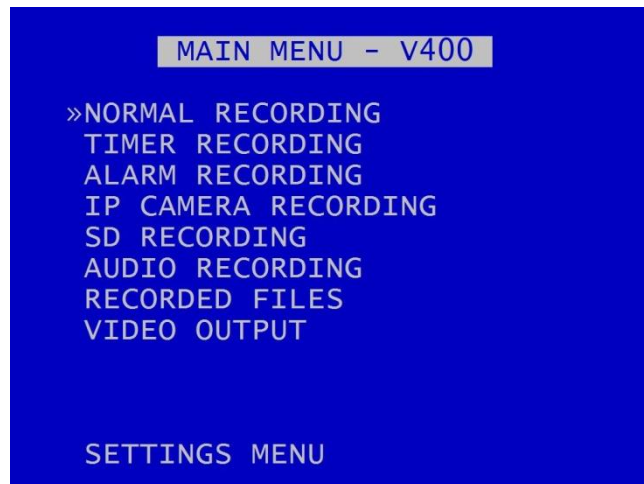 MAIN MENU - V400
»NORMAL RECORDING
TIMER RECORDING
ALARM RECORDING
IP CAMERA RECORDING
SD RECORDING
AUDIO RECORDING
RECORDED FILES
VIDEO OUTPUT
SETTINGS MENU